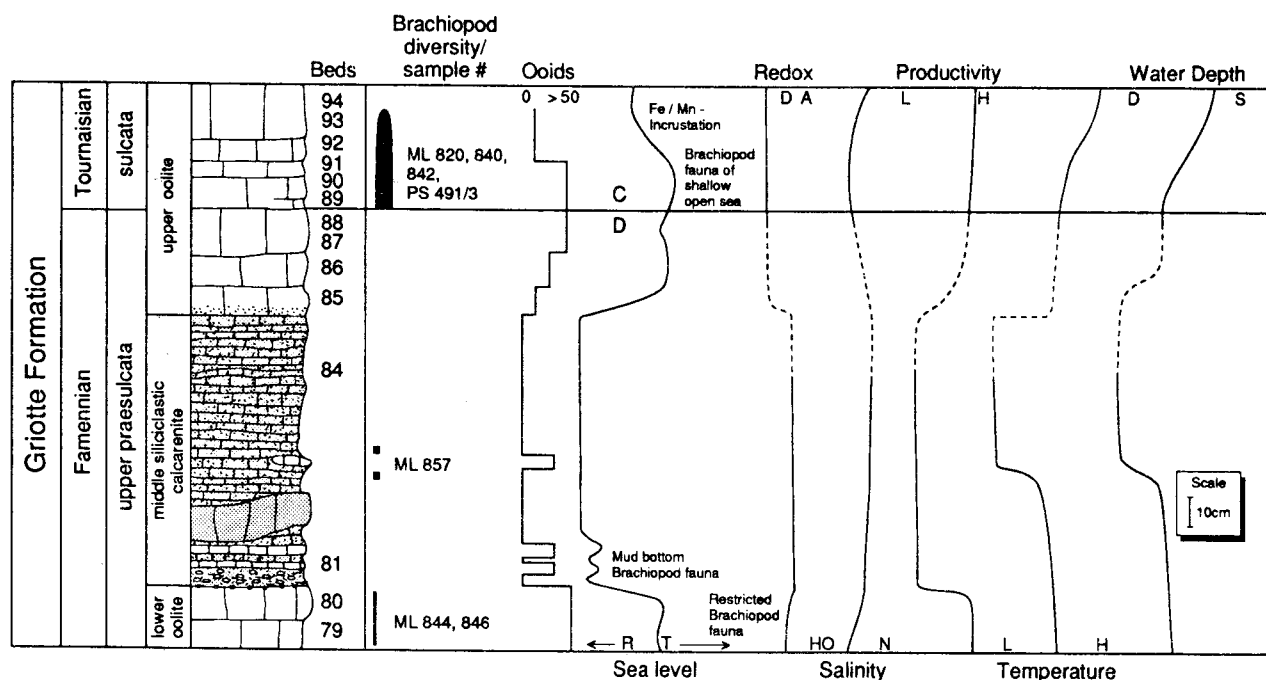 Brachiopod
diversity/
sample #
Beds
Ooids
Redox
Productivity
Water Depth
0 >50
D A
L
H
D
S
Griotte Formation
Tournaisian
Famennian
sulcata
upper praesulcata
upper oolite
middle siliciclastic
calcarenite
lower
oolite
94
93
92
91
90
89
88
87
86
85
84
81
80
79
ML 820, 840,
842,
PS 491/3
ML 857
ML 844, 846
Fe / Mn -
Incrustation
Brachiopod
fauna of
shallow
open sea
C
D
Mud bottom
Brachiopod fauna
Restricted
Brachiopod
fauna
Scale
10cm
← R T →
HO
N
L
H
Sea level
Salinity
Temperature